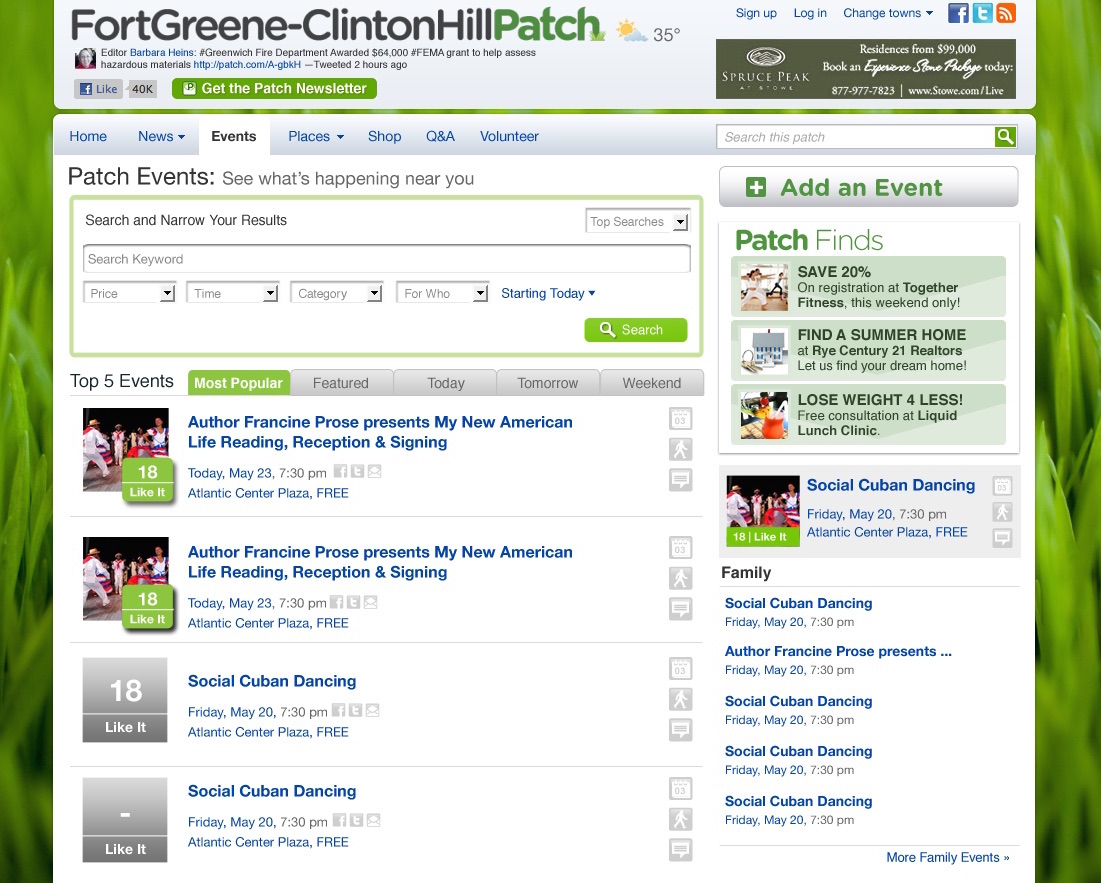 FortGreene-ClintonHillPatch
35°
Editor Barbara Heins: #Greenwich Fire Department Awarded $64,000 #FEMA grant to help assess
hazardous materials http://patch.com/A-gbkH —Tweeted 2 hours ago
Like 40K
Get the Patch Newsletter
Sign up Log in Change towns
SPRUCE PEAK
AT STOWE
Residences from $99,000
Book an Experience Stowe Package today:
877-977-7823 | www.Stowe.com/Live
Home News Events Places Shop Q&A Volunteer
Search this patch
Patch Events: See what's happening near you
Search and Narrow Your Results
Top Searches
Search Keyword
Price Time Category For Who Starting Today
Search
Top 5 Events Most Popular Featured Today Tomorrow Weekend
18
Like It
Author Francine Prose presents My New American
Life Reading, Reception & Signing
Today, May 23, 7:30 pm
Atlantic Center Plaza, FREE
03
18
Like It
Author Francine Prose presents My New American
Life Reading, Reception & Signing
Today, May 23, 7:30 pm
Atlantic Center Plaza, FREE
03
18
Like It
Social Cuban Dancing
Friday, May 20, 7:30 pm
Atlantic Center Plaza, FREE
03
-
Like It
Social Cuban Dancing
Friday, May 20, 7:30 pm
Atlantic Center Plaza, FREE
03
Add an Event
Patch Finds
SAVE 20%
On registration at Together
Fitness, this weekend only!
FIND A SUMMER HOME
at Rye Century 21 Realtors
Let us find your dream home!
LOSE WEIGHT 4 LESS!
Free consultation at Liquid
Lunch Clinic.
18 | Like It
Social Cuban Dancing
Friday, May 20, 7:30 pm
Atlantic Center Plaza, FREE
03
Family
Social Cuban Dancing
Friday, May 20, 7:30 pm
Author Francine Prose presents ...
Friday, May 20, 7:30 pm
Social Cuban Dancing
Friday, May 20, 7:30 pm
Social Cuban Dancing
Friday, May 20, 7:30 pm
Social Cuban Dancing
Friday, May 20, 7:30 pm
More Family Events »